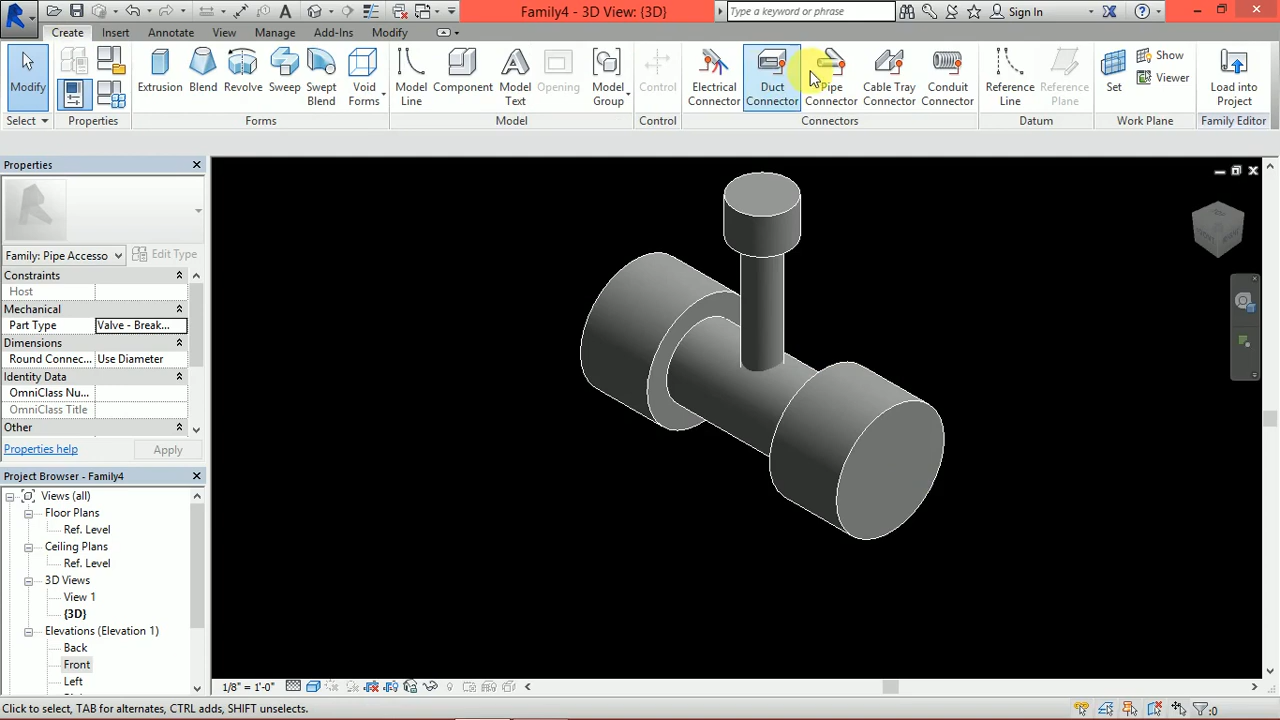 Family4 - 3D View: {3D}
Type a keyword or phrase
Sign In
Create Insert Annotate View Manage Add-Ins Modify
Modify
Extrusion
Blend
Revolve
Sweep
Swept Blend
Void Forms
Model Line
Component
Model Text
Opening
Model Group
Control
Electrical Connector
Duct Connector
Pipe Connector
Cable Tray Connector
Conduit Connector
Reference Line
Reference Plane
Set
Show
Viewer
Load into Project
Select
Properties
Forms
Model
Control
Connectors
Datum
Work Plane
Family Editor
Properties
Family: Pipe Accesso
Edit Type
Constraints
Host
Mechanical
Part Type Valve - Break...
Dimensions
Round Connec... Use Diameter
Identity Data
OmniClass Nu...
OmniClass Title
Other
Properties help
Apply
Project Browser - Family4
Views (all)
Floor Plans
Ref. Level
Ceiling Plans
Ref. Level
3D Views
View 1
{3D}
Elevations (Elevation 1)
Back
Front
Left
1/8" = 1'-0"
Click to select, TAB for alternates, CTRL adds, SHIFT unselects.
:0